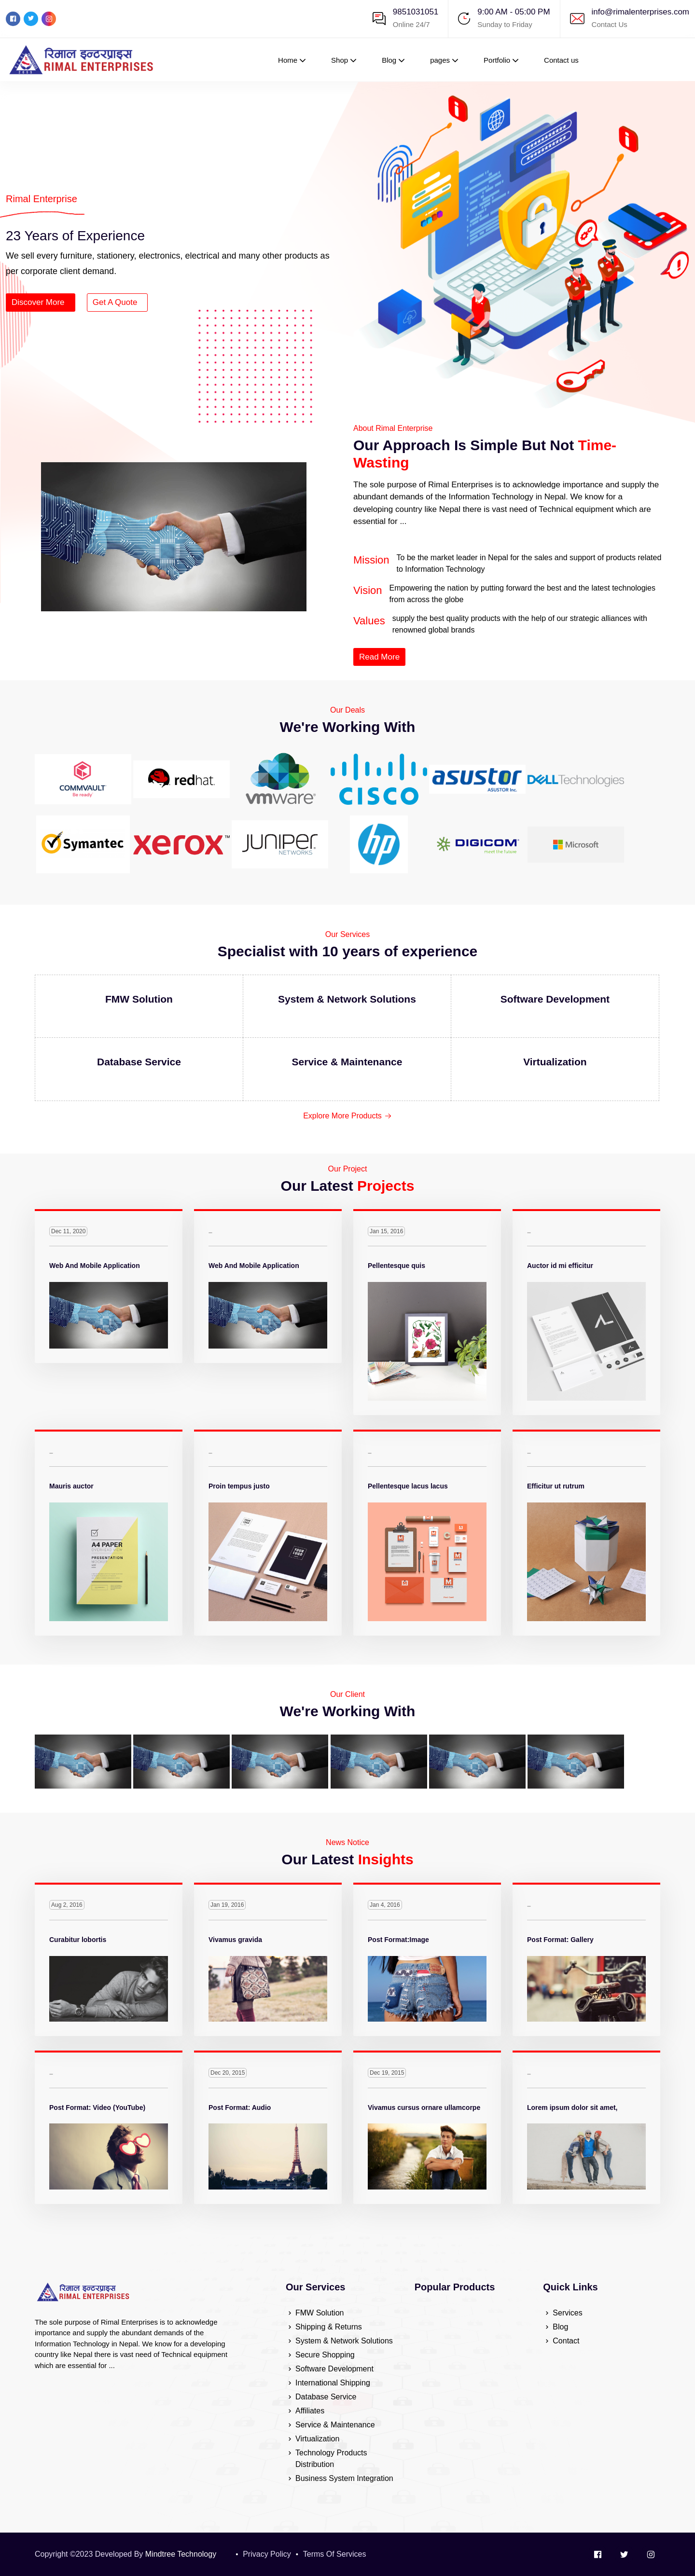 9851031051
Online 24/7
9:00 AM - 05:00 PM
Sunday to Friday
info@rimalenterprises.com
Contact Us
रिमाल इन्टरप्राइस
RIMAL ENTERPRISES
Home
Shop
Blog
pages
Portfolio
Contact us
Rimal Enterprise
23 Years of Experience
We sell every furniture, stationery, electronics, electrical and many other products as
per corporate client demand.
Discover More
Get A Quote
About Rimal Enterprise
Our Approach Is Simple But Not Time-
Wasting
The sole purpose of Rimal Enterprises is to acknowledge importance and supply the
abundant demands of the Information Technology in Nepal. We know for a
developing country like Nepal there is vast need of Technical equipment which are
essential for ...
Mission
To be the market leader in Nepal for the sales and support of products related
to Information Technology
Vision
Empowering the nation by putting forward the best and the latest technologies
from across the globe
Values
supply the best quality products with the help of our strategic alliances with
renowned global brands
Read More
Our Deals
We're Working With
COMMVAULT
Be ready
redhat.
vmware
CISCO
asustor
ASUSTOR Inc.
DELL Technologies
Symantec
xerox™
JUNIPER
NETWORKS
hp
DIGICOM
Microsoft
Our Services
Specialist with 10 years of experience
FMW Solution
System & Network Solutions
Software Development
Database Service
Service & Maintenance
Virtualization
Explore More Products →
Our Project
Our Latest Projects
Dec 11, 2020
Web And Mobile Application
Web And Mobile Application
Jan 15, 2016
Pellentesque quis
Auctor id mi efficitur
Mauris auctor
A4 PAPER
PRESENTATION
Proin tempus justo
Pellentesque lacus lacus
Efficitur ut rutrum
Our Client
We're Working With
News Notice
Our Latest Insights
Aug 2, 2016
Curabitur lobortis
Jan 19, 2016
Vivamus gravida
Jan 4, 2016
Post Format:Image
Post Format: Gallery
Post Format: Video (YouTube)
Dec 20, 2015
Post Format: Audio
Dec 19, 2015
Vivamus cursus ornare ullamcorpe
Lorem ipsum dolor sit amet,
रिमाल इन्टरप्राइस
RIMAL ENTERPRISES
The sole purpose of Rimal Enterprises is to acknowledge
importance and supply the abundant demands of the
Information Technology in Nepal. We know for a developing
country like Nepal there is vast need of Technical equipment
which are essential for ...
Our Services
FMW Solution
Shipping & Returns
System & Network Solutions
Secure Shopping
Software Development
International Shipping
Database Service
Affiliates
Service & Maintenance
Virtualization
Technology Products
Distribution
Business System Integration
Popular Products
Quick Links
Services
Blog
Contact
Copyright ©2023 Developed By Mindtree Technology
• Privacy Policy • Terms Of Services